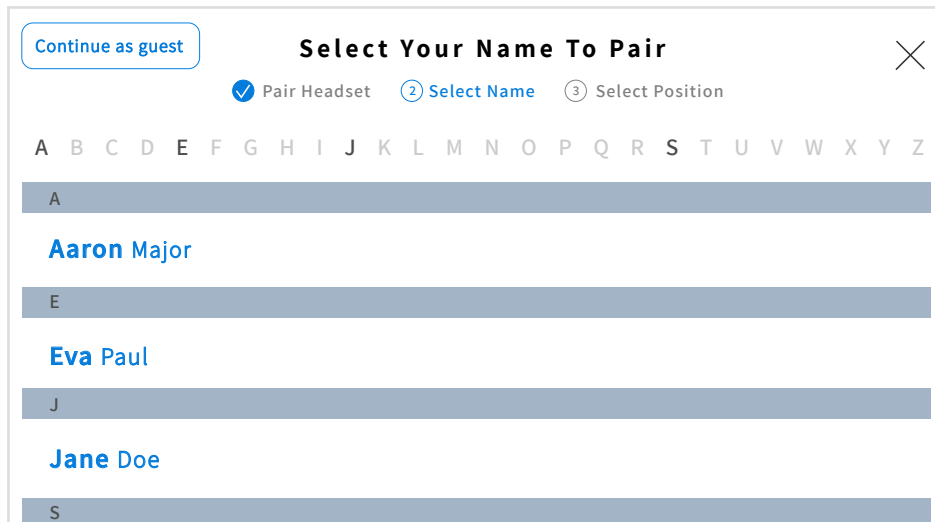 Continue as guest
Select Your Name To Pair
Pair Headset 2 Select Name 3 Select Position
A B C D E F G H I J K L M N O P Q R S T U V W X Y Z
A
Aaron Major
E
Eva Paul
J
Jane Doe
S